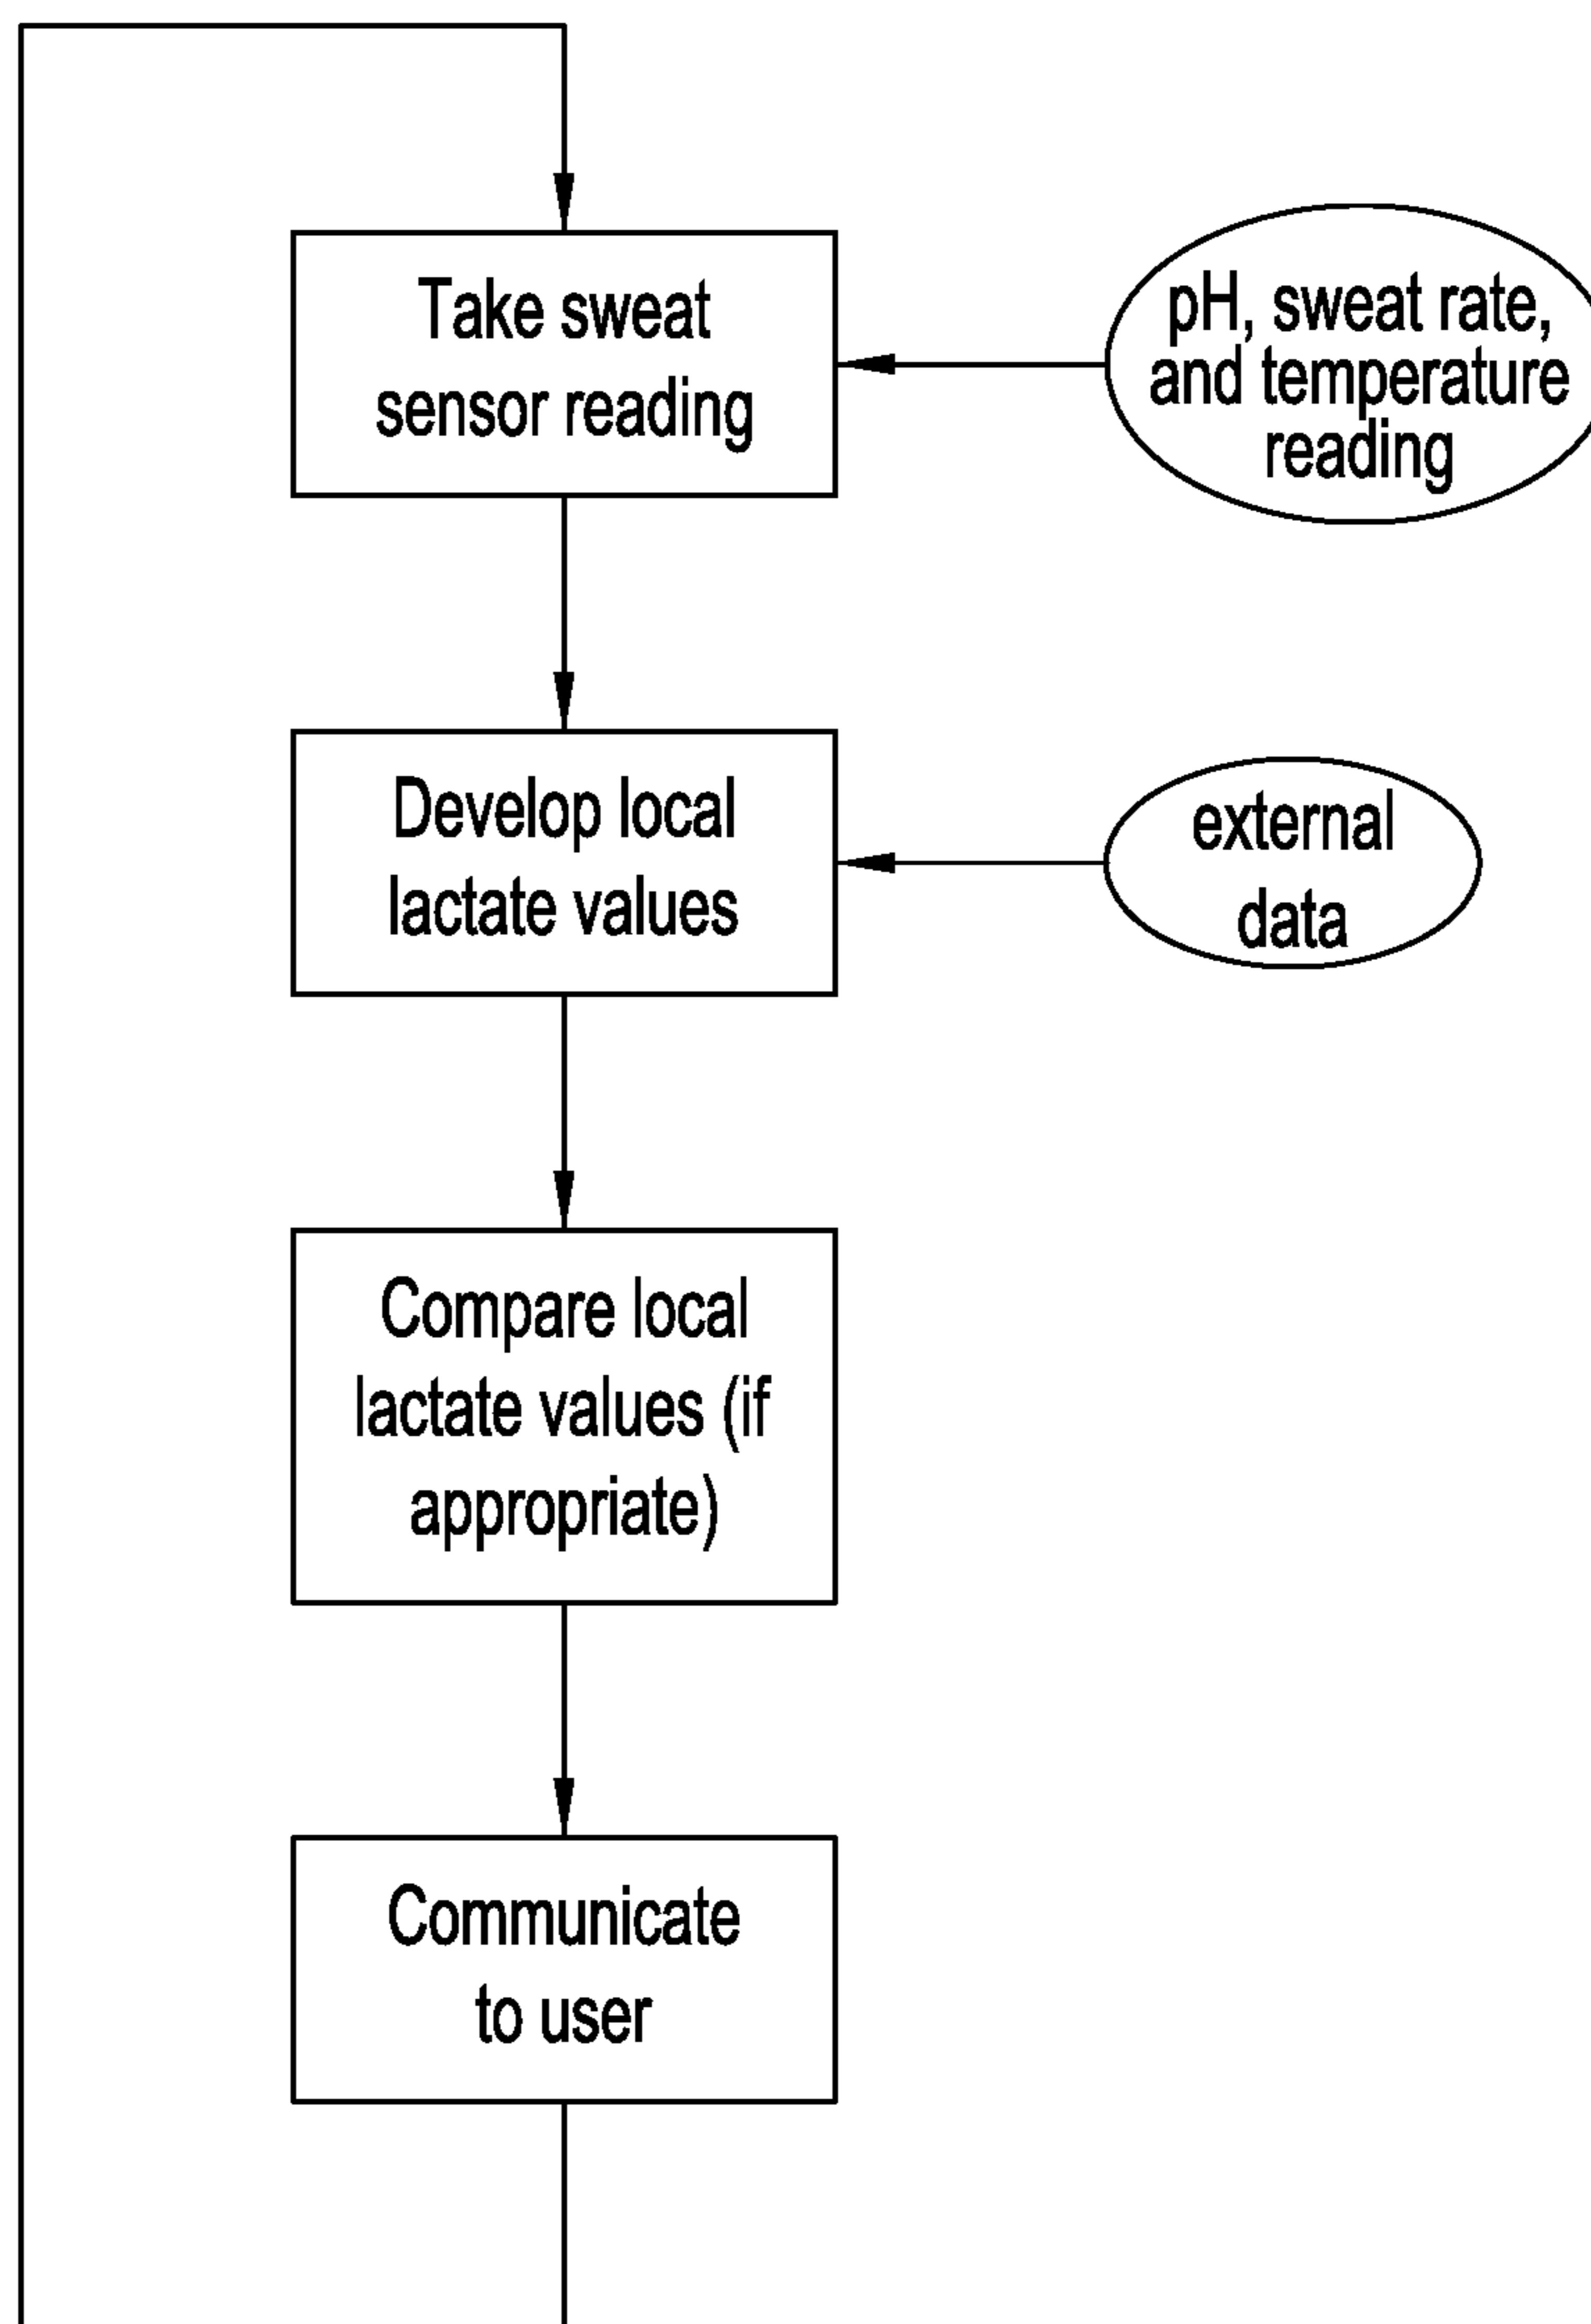 Take sweat
sensor reading
pH, sweat rate,
and temperature
reading
Develop local
lactate values
external
data
Compare local
lactate values (if
appropriate)
Communicate
to user